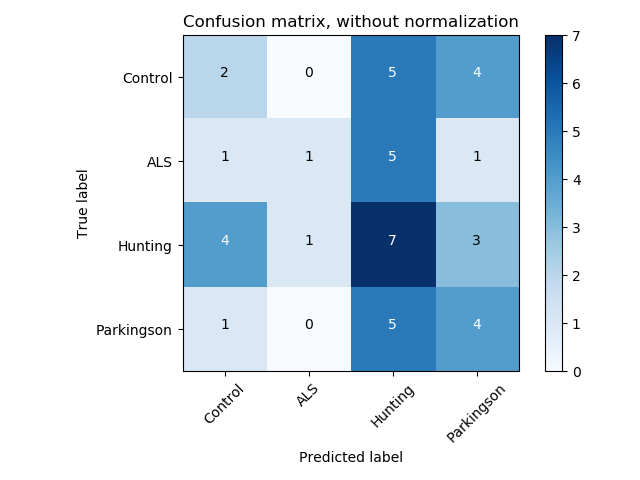 Confusion matrix, without normalization
Control 2 0 5 4
ALS 1 1 5 1
Hunting 4 1 7 3
Parkingson 1 0 5 4
Control ALS Hunting Parkingson
Predicted label
True label
7
6
5
4
3
2
1
0